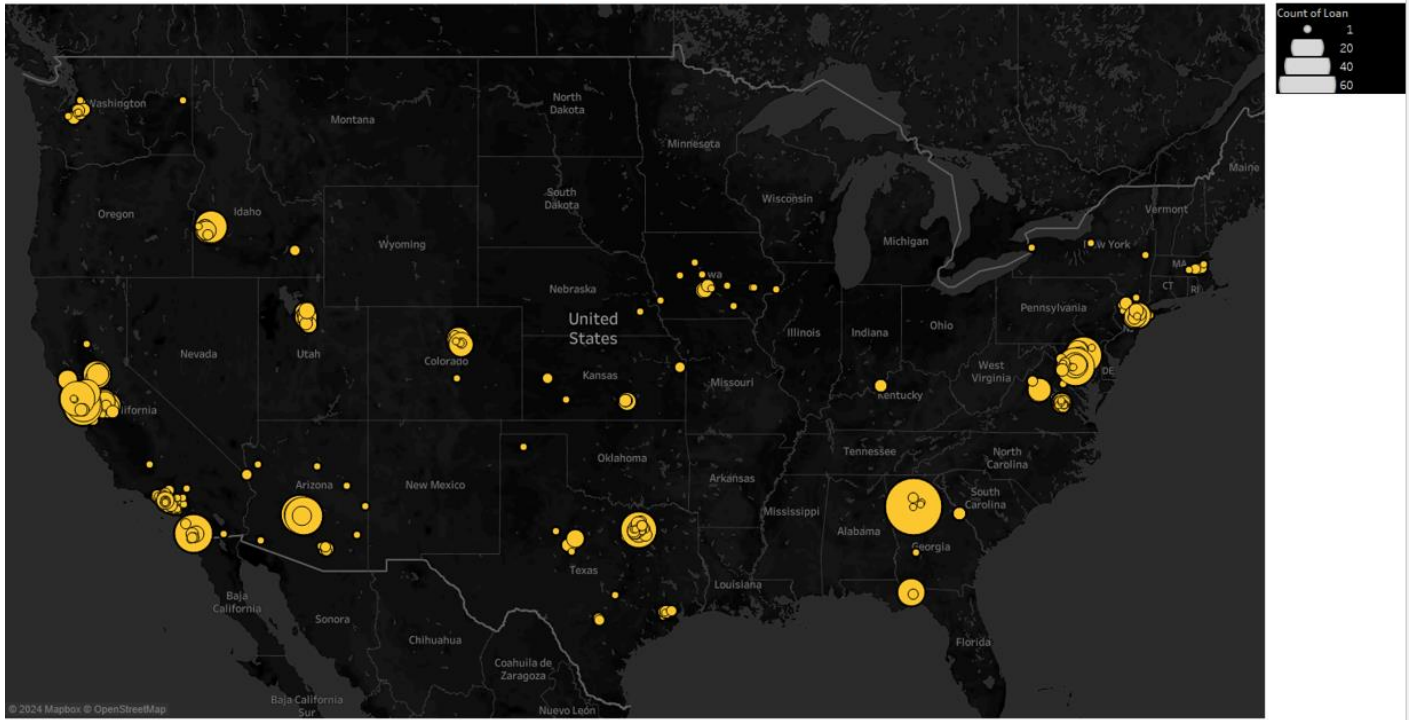 Count of Loan
1
20
40
60
Washington
Montana
North
Dakota
Minnesota
Maine
Oregon
Idaho
South
Dakota
Wisconsin
Vermont
Wyoming
Michigan
New York
Iowa
MA
Nebraska
CT
RI
Pennsylvania
United
States
Illinois
Indiana
Ohio
Nevada
Utah
Colorado
Kansas
Missouri
West
Virginia
DE
California
Kentucky
Oklahoma
Tennessee
North
Carolina
Arizona
New Mexico
Arkansas
South
Carolina
Mississippi
Alabama
Georgia
Texas
Louisiana
Baja
California
Sonora
Chihuahua
Florida
Coahuila de
Zaragoza
Baja California
Sur
Nuevo León
© 2024 Mapbox © OpenStreetMap